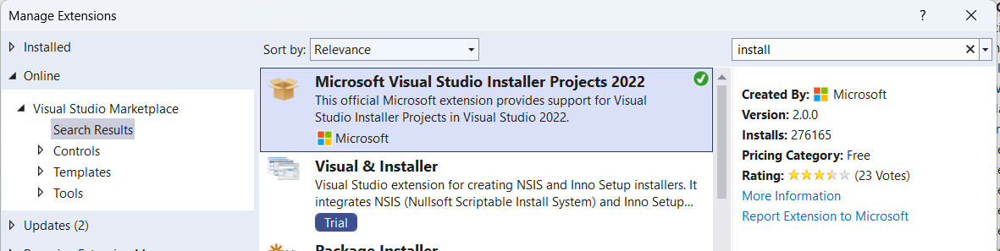 Manage Extensions
?
Installed
Online
Visual Studio Marketplace
Search Results
Controls
Templates
Tools
Updates (2)
Sort by: Relevance
Microsoft Visual Studio Installer Projects 2022
This official Microsoft extension provides support for Visual
Studio Installer Projects in Visual Studio 2022.
Microsoft
Visual & Installer
Visual Studio extension for creating NSIS and Inno Setup installers. It
integrates NSIS (Nullsoft Scriptable Install System) and Inno Setup...
Trial
Package Installer
install
Created By: Microsoft
Version: 2.0.0
Installs: 276165
Pricing Category: Free
Rating: (23 Votes)
More Information
Report Extension to Microsoft